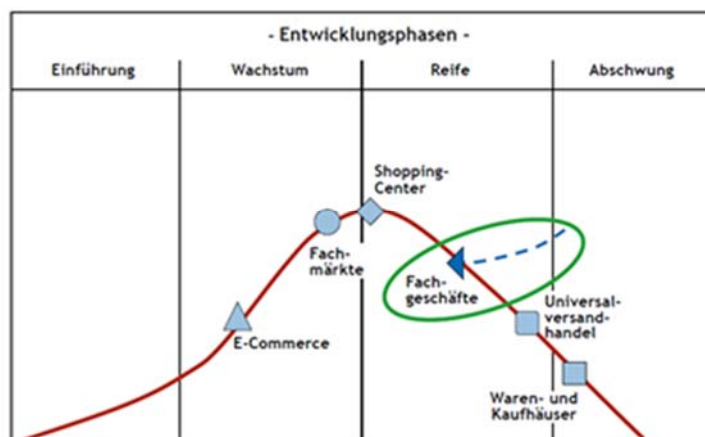 - Entwicklungsphasen -
Einführung
Wachstum
Reife
Abschwung
Shopping-
Center
Fach-
märkte
Fach-
geschäfte
E-Commerce
Universal-
versand-
handel
Waren- und
Kaufhäuser